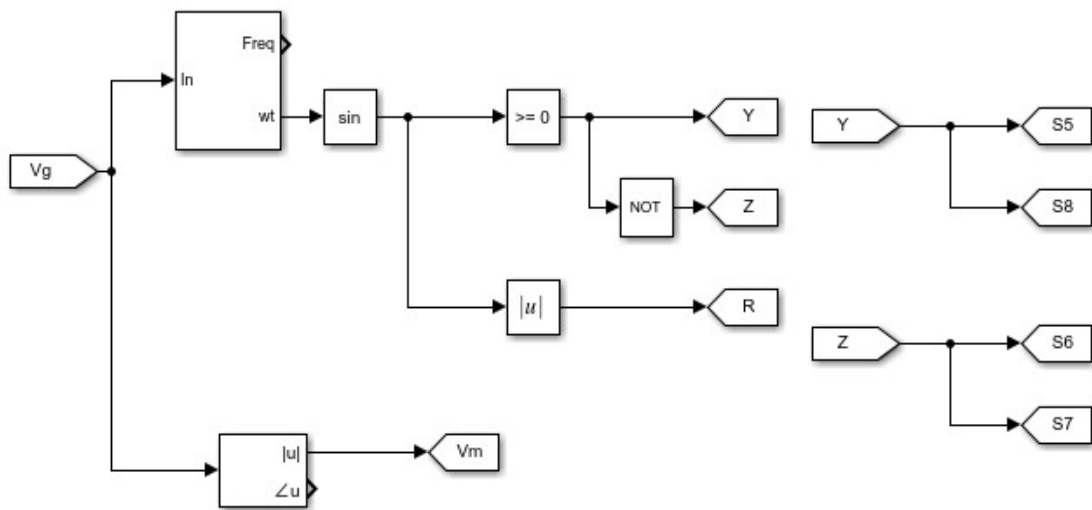 Freq
In
wt
sin
>= 0
Y
Y
S5
Vg
S8
NOT
Z
|u|
R
Z
S6
S7
|u|
∠u
Vm